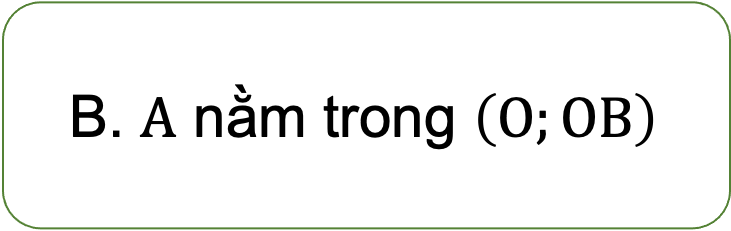 B. A nằm trong (O; OB)